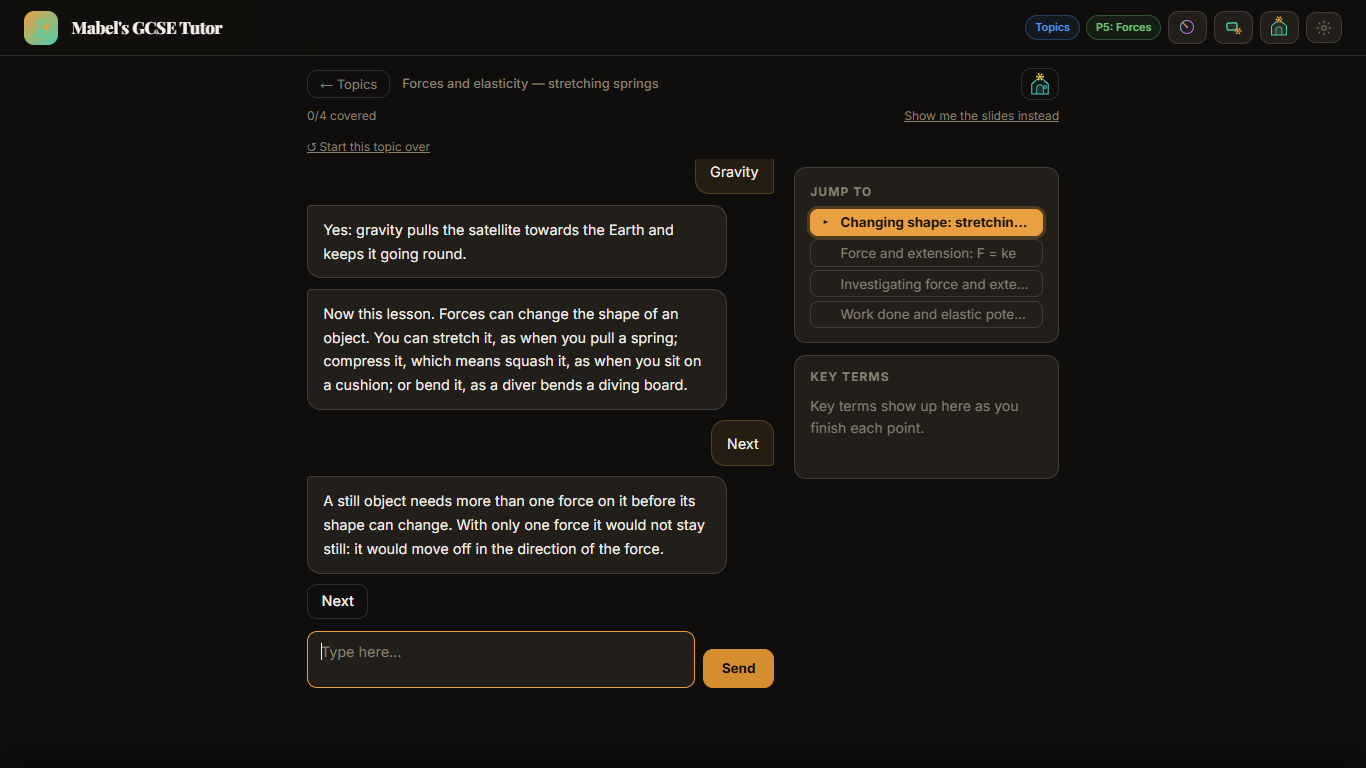 Mabel's GCSE Tutor
Topics
P5: Forces
← Topics
Forces and elasticity — stretching springs
0/4 covered
Show me the slides instead
↺ Start this topic over
Gravity
Yes: gravity pulls the satellite towards the Earth and
keeps it going round.
Now this lesson. Forces can change the shape of an
object. You can stretch it, as when you pull a spring;
compress it, which means squash it, as when you sit on
a cushion; or bend it, as a diver bends a diving board.
Next
A still object needs more than one force on it before its
shape can change. With only one force it would not stay
still: it would move off in the direction of the force.
Next
Type here...
Send
JUMP TO
‣ Changing shape: stretchin...
Force and extension: F = ke
Investigating force and exte...
Work done and elastic pote...
KEY TERMS
Key terms show up here as you
finish each point.